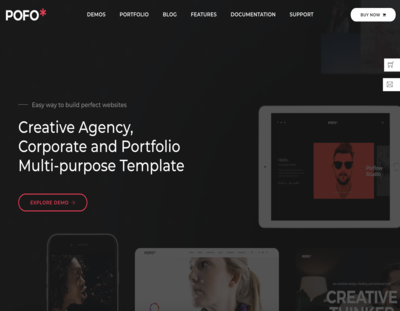 POFO*
DEMOS PORTFOLIO BLOG FEATURES DOCUMENTATION SUPPORT
BUY NOW
Easy way to build perfect websites
Creative Agency,
Corporate and Portfolio
Multi-purpose Template
EXPLORE DEMO →
CREATIVE
THINKER